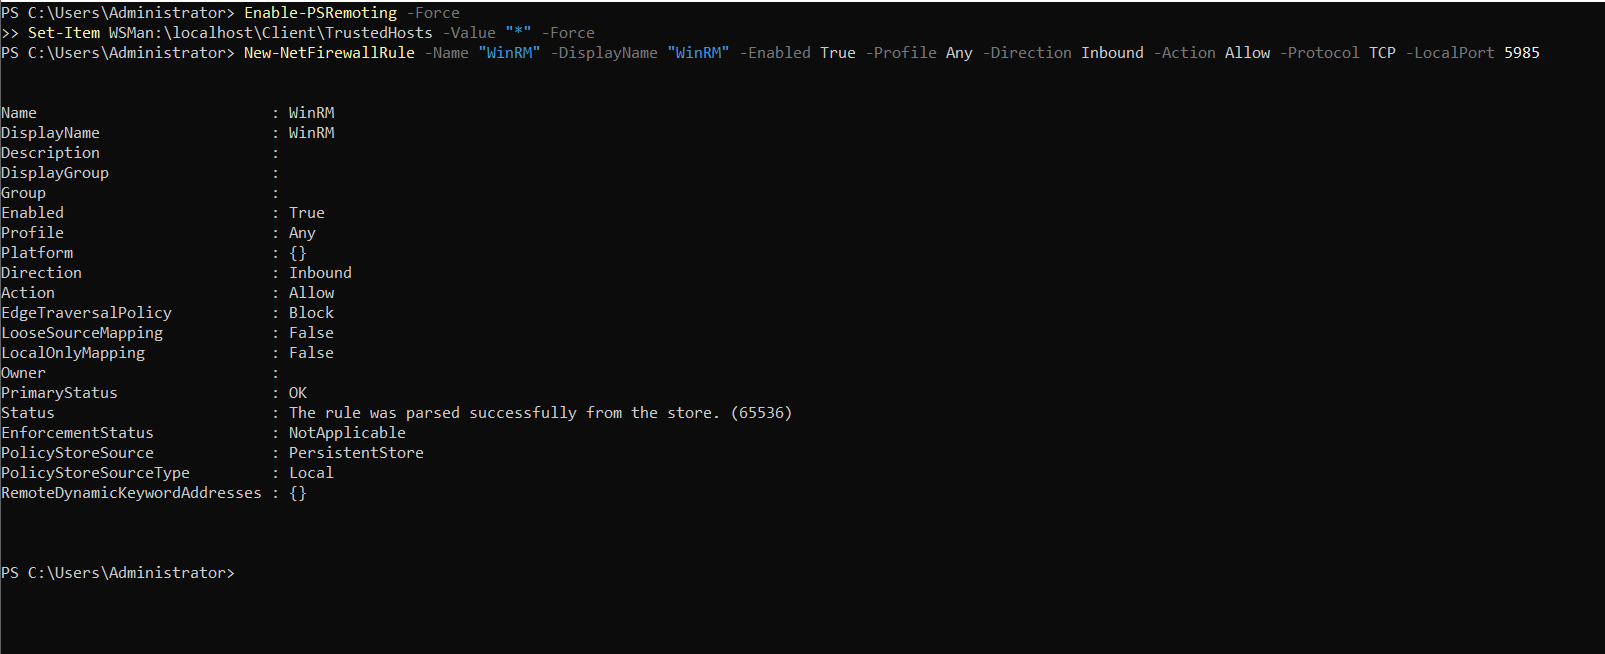 PS C:\Users\Administrator> Enable-PSRemoting -Force
>> Set-Item WSMan:\localhost\Client\TrustedHosts -Value "*" -Force
PS C:\Users\Administrator> New-NetFirewallRule -Name "WinRM" -DisplayName "WinRM" -Enabled True -Profile Any -Direction Inbound -Action Allow -Protocol TCP -LocalPort 5985
Name                          : WinRM
DisplayName                   : WinRM
Description                   :
DisplayGroup                  :
Group                         :
Enabled                       : True
Profile                       : Any
Platform                      : {}
Direction                     : Inbound
Action                        : Allow
EdgeTraversalPolicy           : Block
LooseSourceMapping            : False
LocalOnlyMapping              : False
Owner                         :
PrimaryStatus                 : OK
Status                        : The rule was parsed successfully from the store. (65536)
EnforcementStatus             : NotApplicable
PolicyStoreSource             : PersistentStore
PolicyStoreSourceType         : Local
RemoteDynamicKeywordAddresses : {}
PS C:\Users\Administrator>